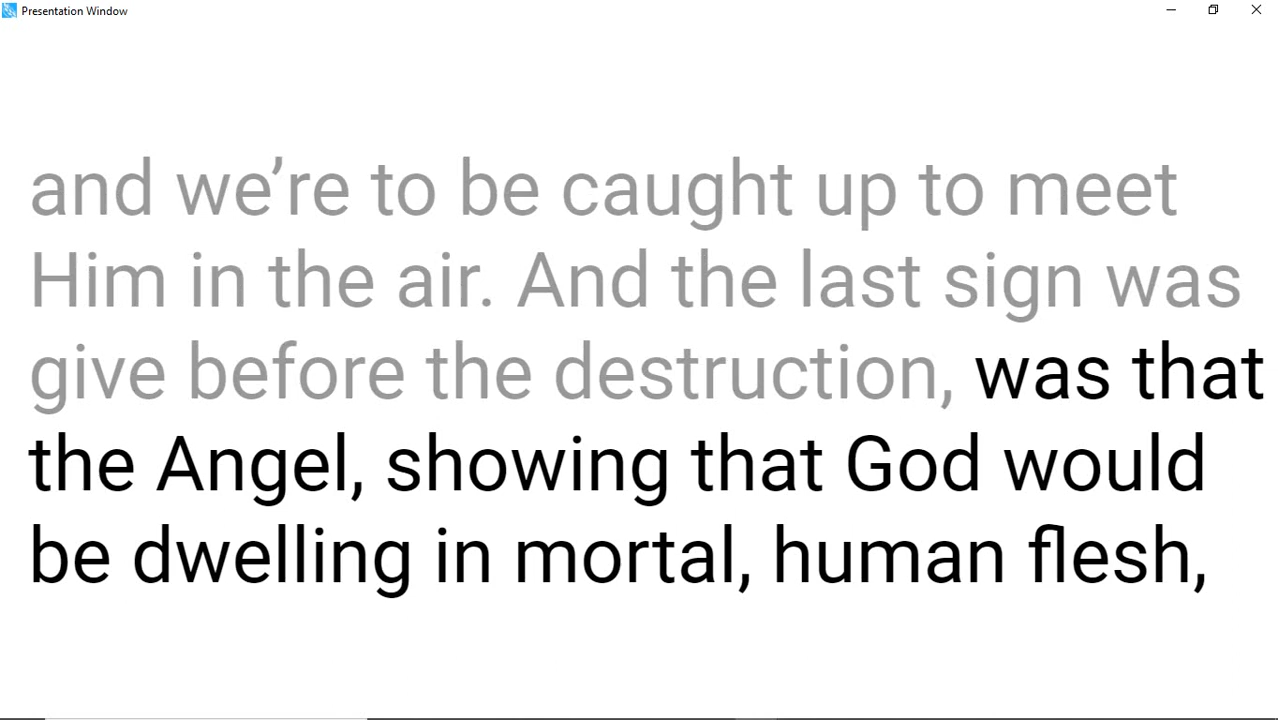 Presentation Window
and we’re to be caught up to meet
Him in the air. And the last sign was
give before the destruction, was that
the Angel, showing that God would
be dwelling in mortal, human flesh,